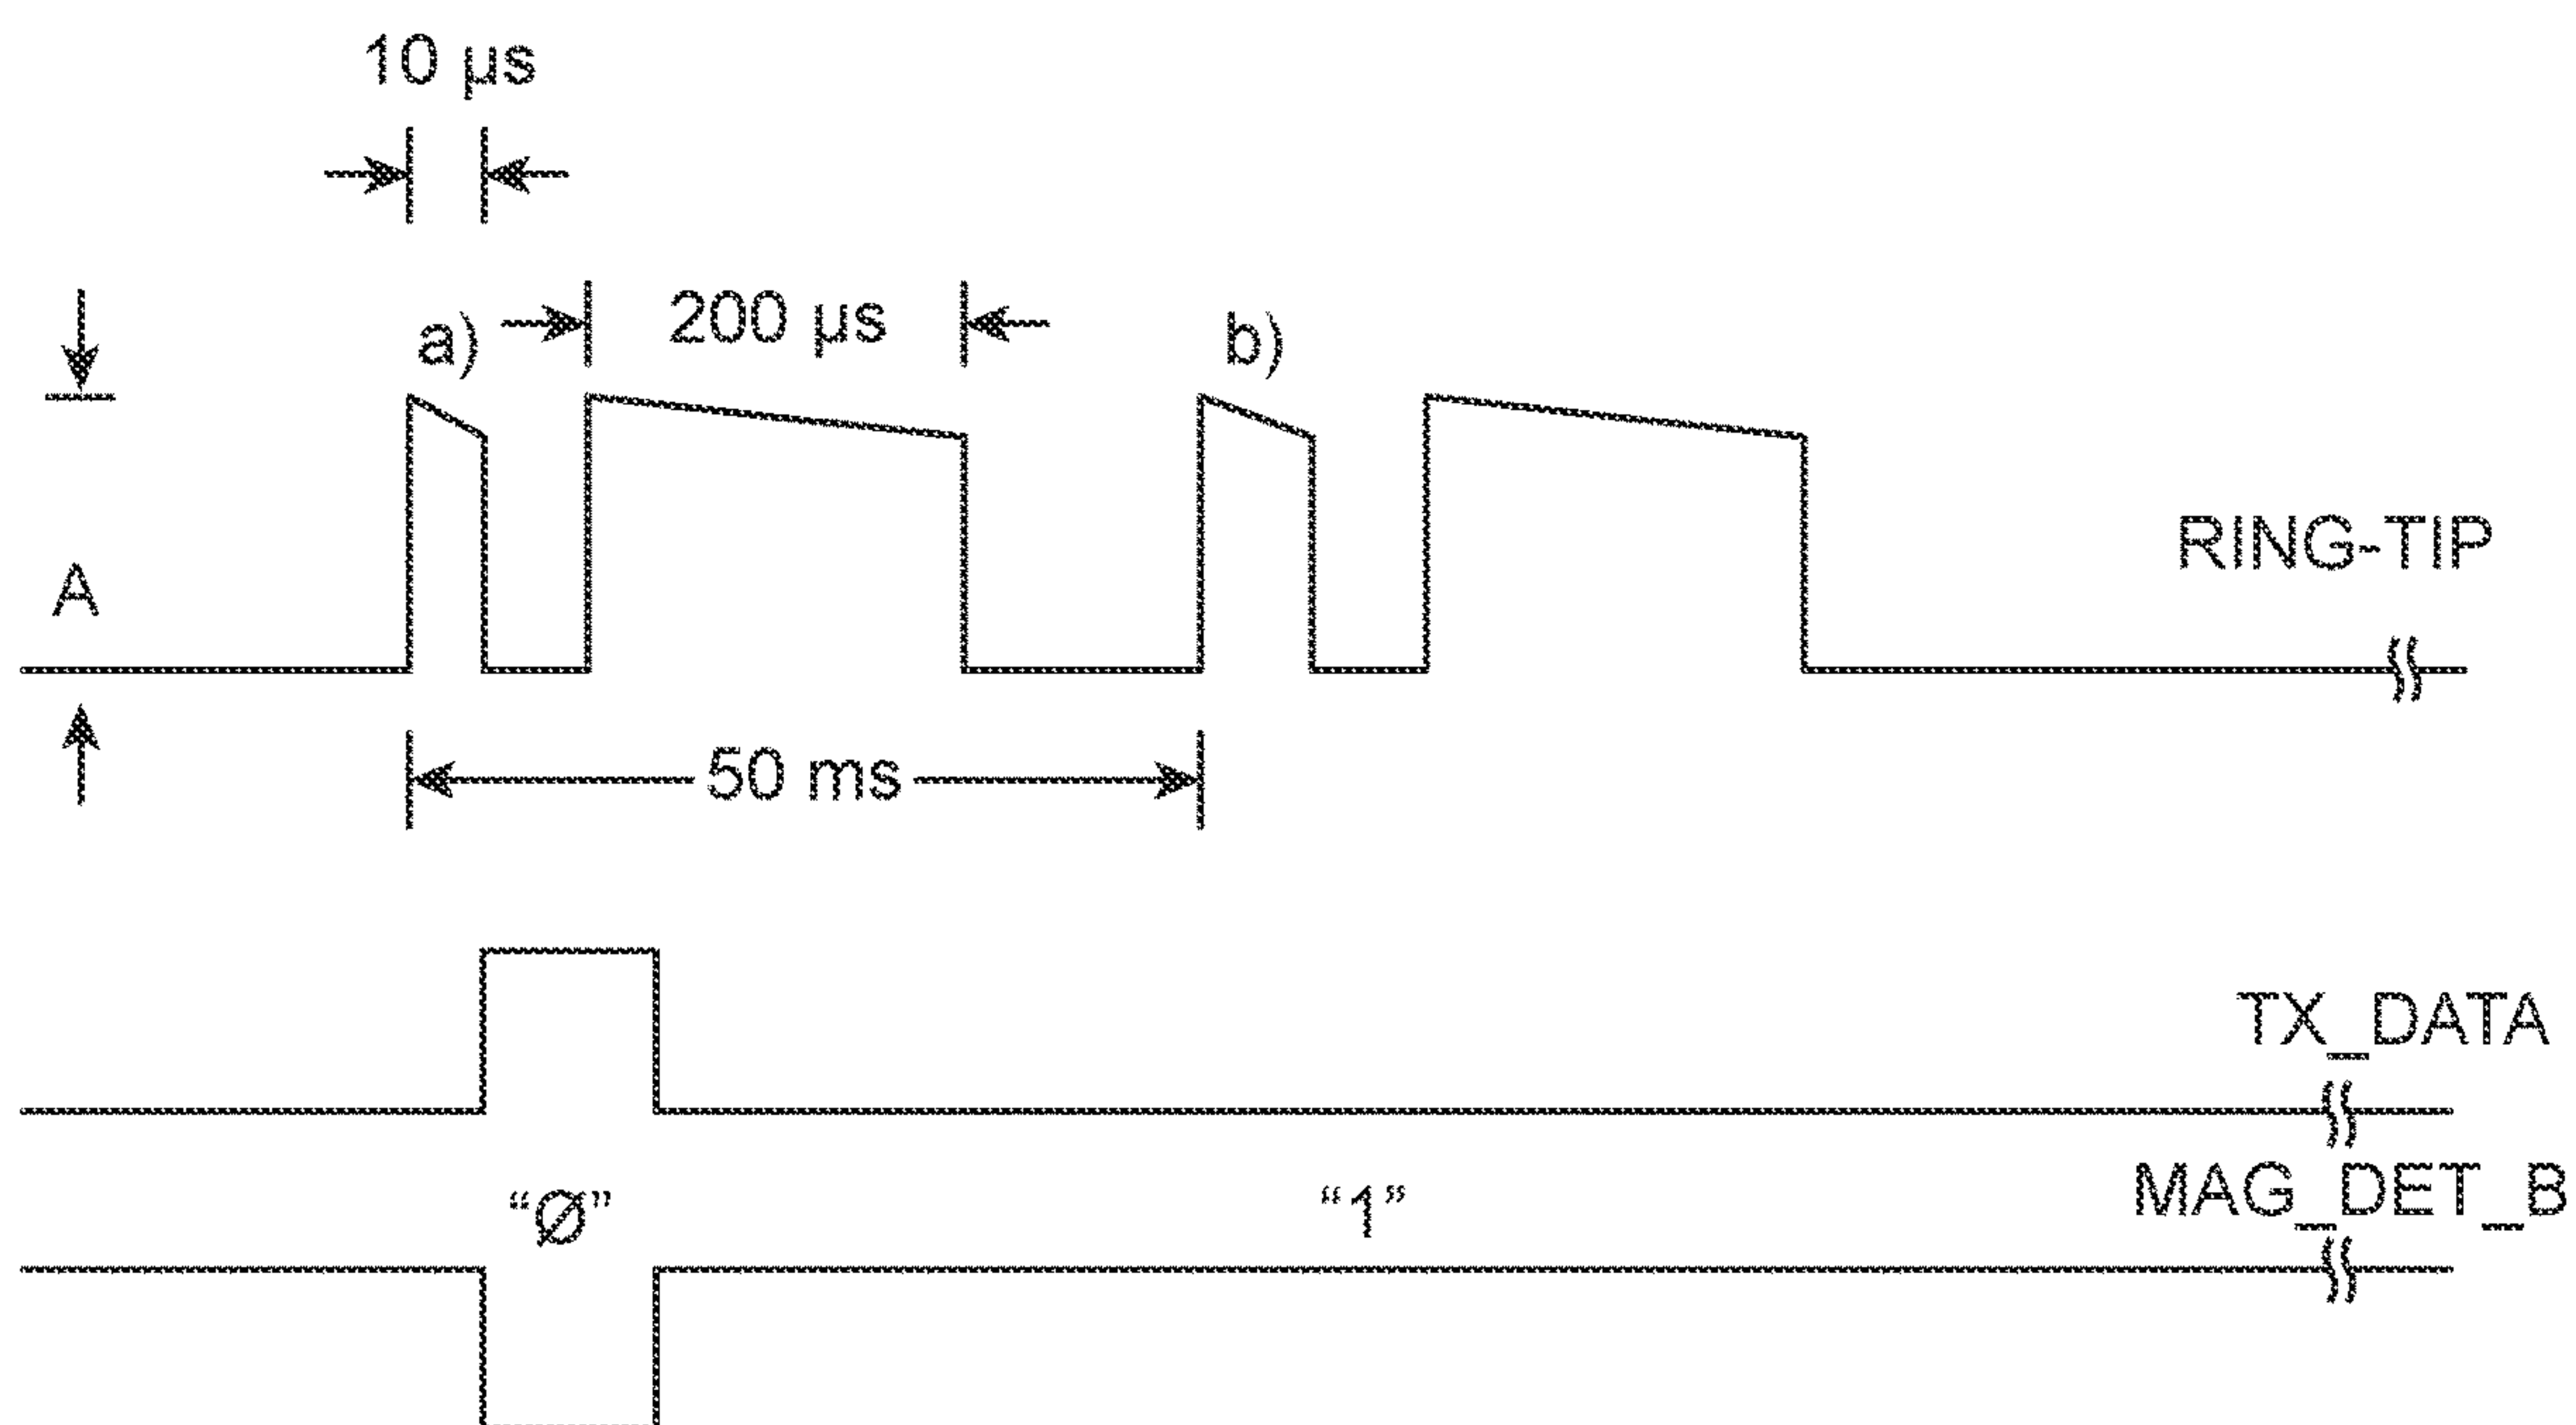 10 µs
a)
200 µs
b)
A
RING-TIP
50 ms
TX_DATA
MAG_DET_B
“Ø”
“1”